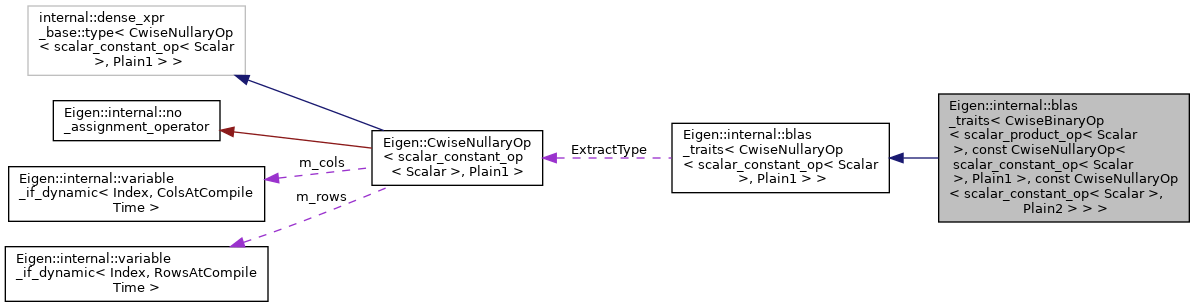 internal::dense_xpr
_base::type< CwiseNullaryOp
< scalar_constant_op< Scalar
>, Plain1 > >
Eigen::internal::no
_assignment_operator
Eigen::internal::variable
_if_dynamic< Index, ColsAtCompile
Time >
Eigen::internal::variable
_if_dynamic< Index, RowsAtCompile
Time >
m_cols
m_rows
Eigen::CwiseNullaryOp
< scalar_constant_op
< Scalar >, Plain1 >
ExtractType
Eigen::internal::blas
_traits< CwiseNullaryOp
< scalar_constant_op< Scalar
>, Plain1 > >
Eigen::internal::blas
_traits< CwiseBinaryOp
< scalar_product_op< Scalar
>, const CwiseNullaryOp<
scalar_constant_op< Scalar
>, Plain1 >, const CwiseNullaryOp
< scalar_constant_op< Scalar >,
Plain2 > > >